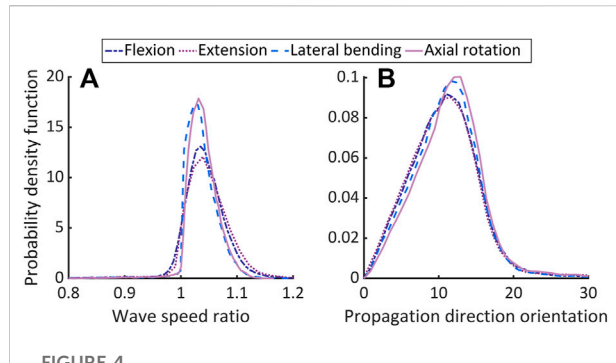 Flexion Extension Lateral bending Axial rotation
A
B
Probability density function
20
15
10
5
0
0.8 0.9 1 1.1 1.2
Wave speed ratio
0.1
0.08
0.06
0.04
0.02
0
0 10 20 30
Propagation direction orientation
FIGURE 4